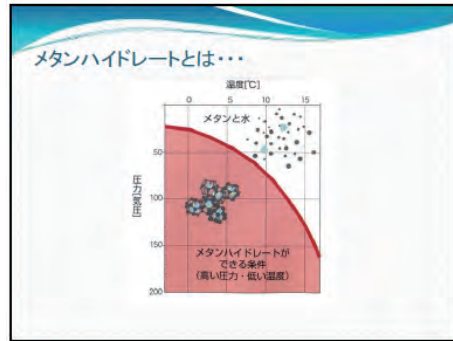 メタンハイドレートとは・・・
温度[℃]
0 5 10 15
メタンと水
50
100
150
200
圧力[気圧]
メタンハイドレートが
できる条件
(高い圧力・低い温度)